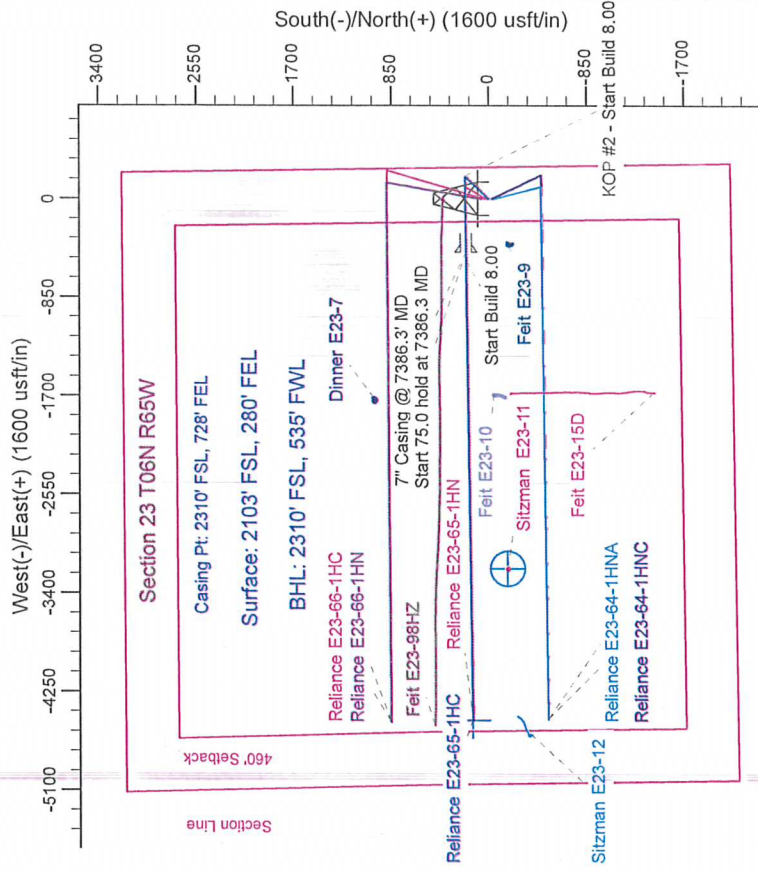 South(-)/North(+) (1600 usft/in)
3400
2550
1700
850
0
-850
-1700
West(-)/East(+) (1600 usft/in)
0
-850
-1700
-2550
-3400
-4250
-5100
KOP #2 - Start Build 8.00
Section 23 T06N R65W
Casing Pt: 2310' FSL, 728' FEL
Surface: 2103' FSL, 280' FEL
BHL: 2310' FSL, 535' FWL
Dinner E23-7
Reliance E23-66-1HC
Reliance E23-66-1HN
7" Casing @ 7386.3' MD
Start 75.0 hold at 7386.3 MD
Feit E23-98HZ
Reliance E23-65-1HN
Start Build 8.00
Feit E23-9
Feit E23-10
Sitzman E23-11
Feit E23-15D
Reliance E23-65-1HC
Reliance E23-64-1HNA
Reliance E23-64-1HNC
Sitzman E23-12
460' Setback
Section Line